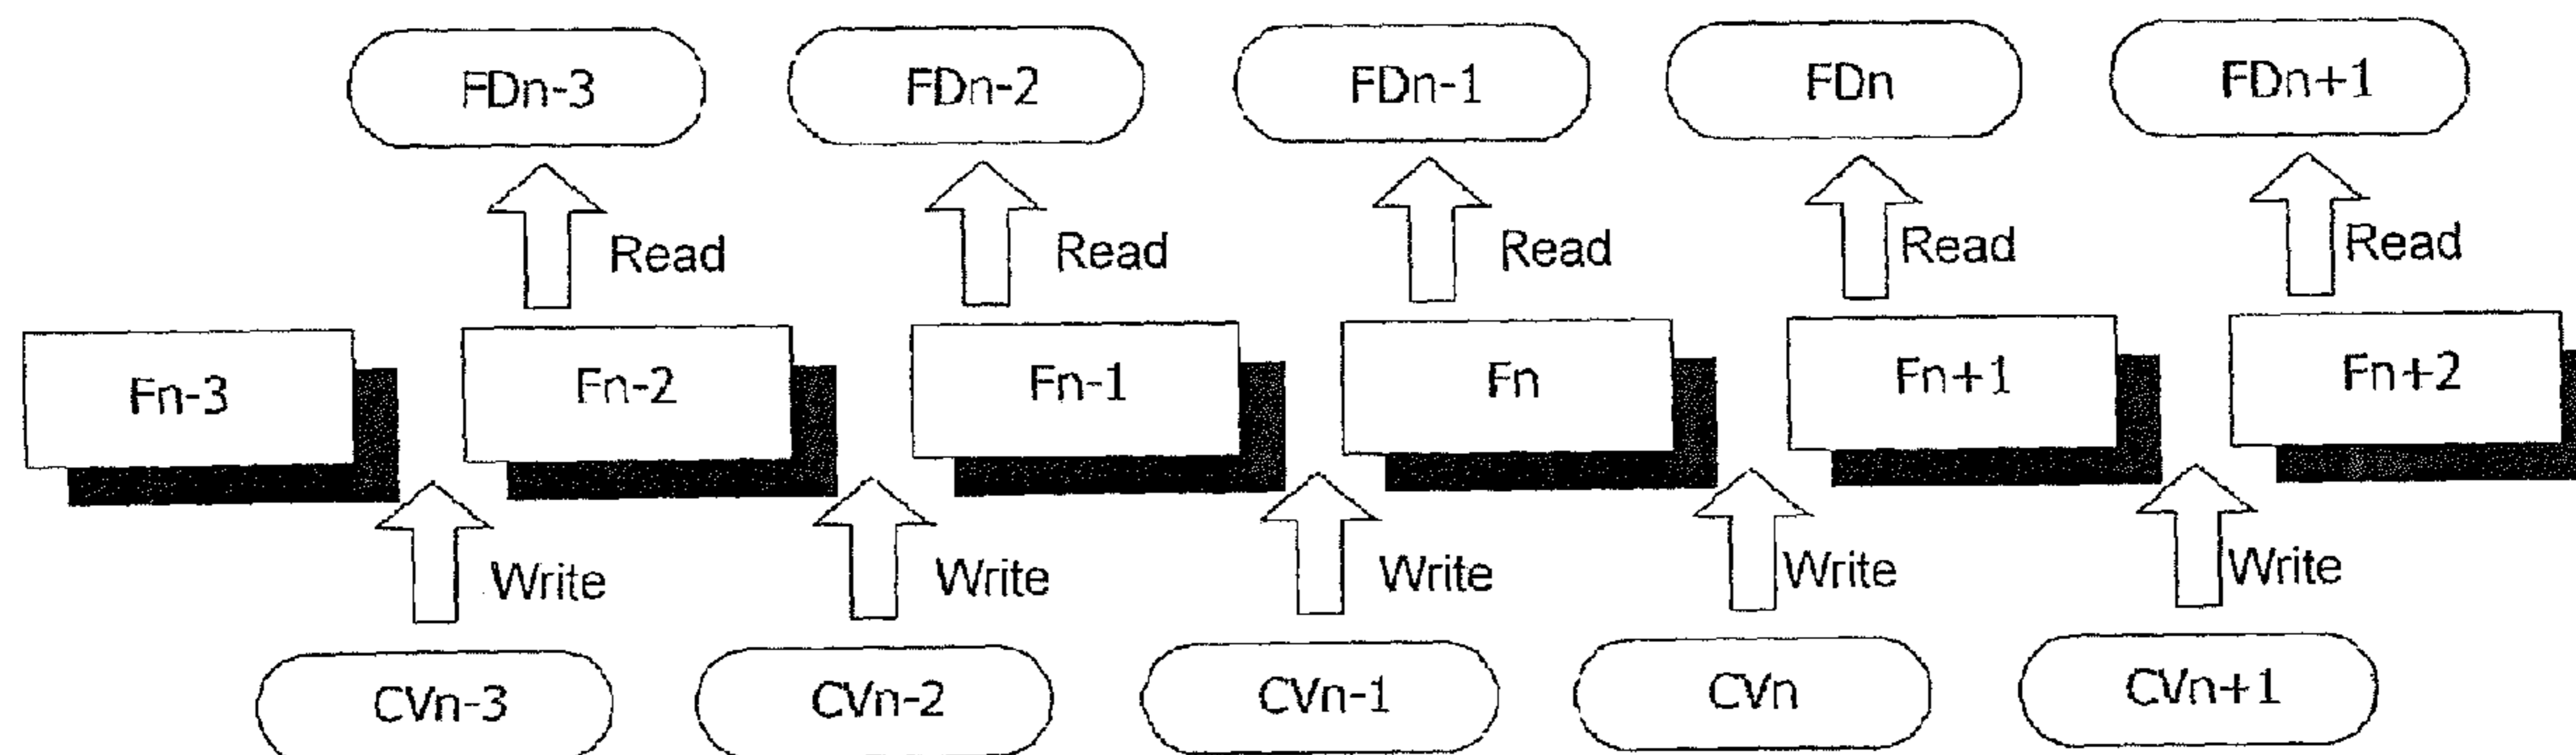 FDn-3 FDn-2 FDn-1 FDn FDn+1
Read Read Read Read Read
Fn-3 Fn-2 Fn-1 Fn Fn+1 Fn+2
Write Write Write Write Write
CVn-3 CVn-2 CVn-1 CVn CVn+1